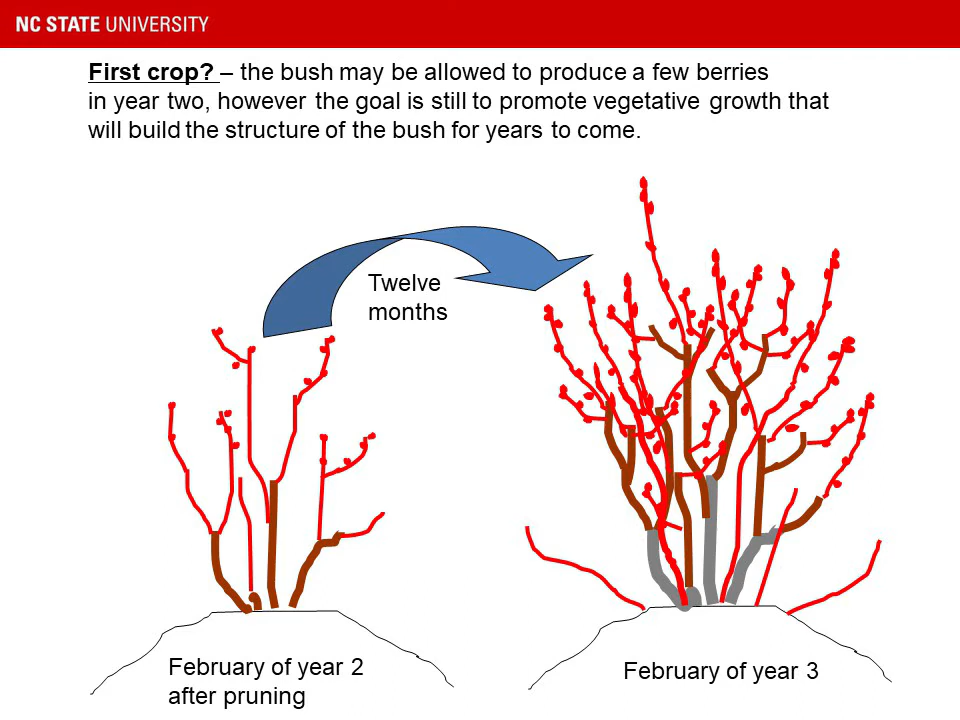 NC STATE UNIVERSITY
First crop? – the bush may be allowed to produce a few berries
in year two, however the goal is still to promote vegetative growth that
will build the structure of the bush for years to come.
Twelve
months
February of year 2
after pruning
February of year 3